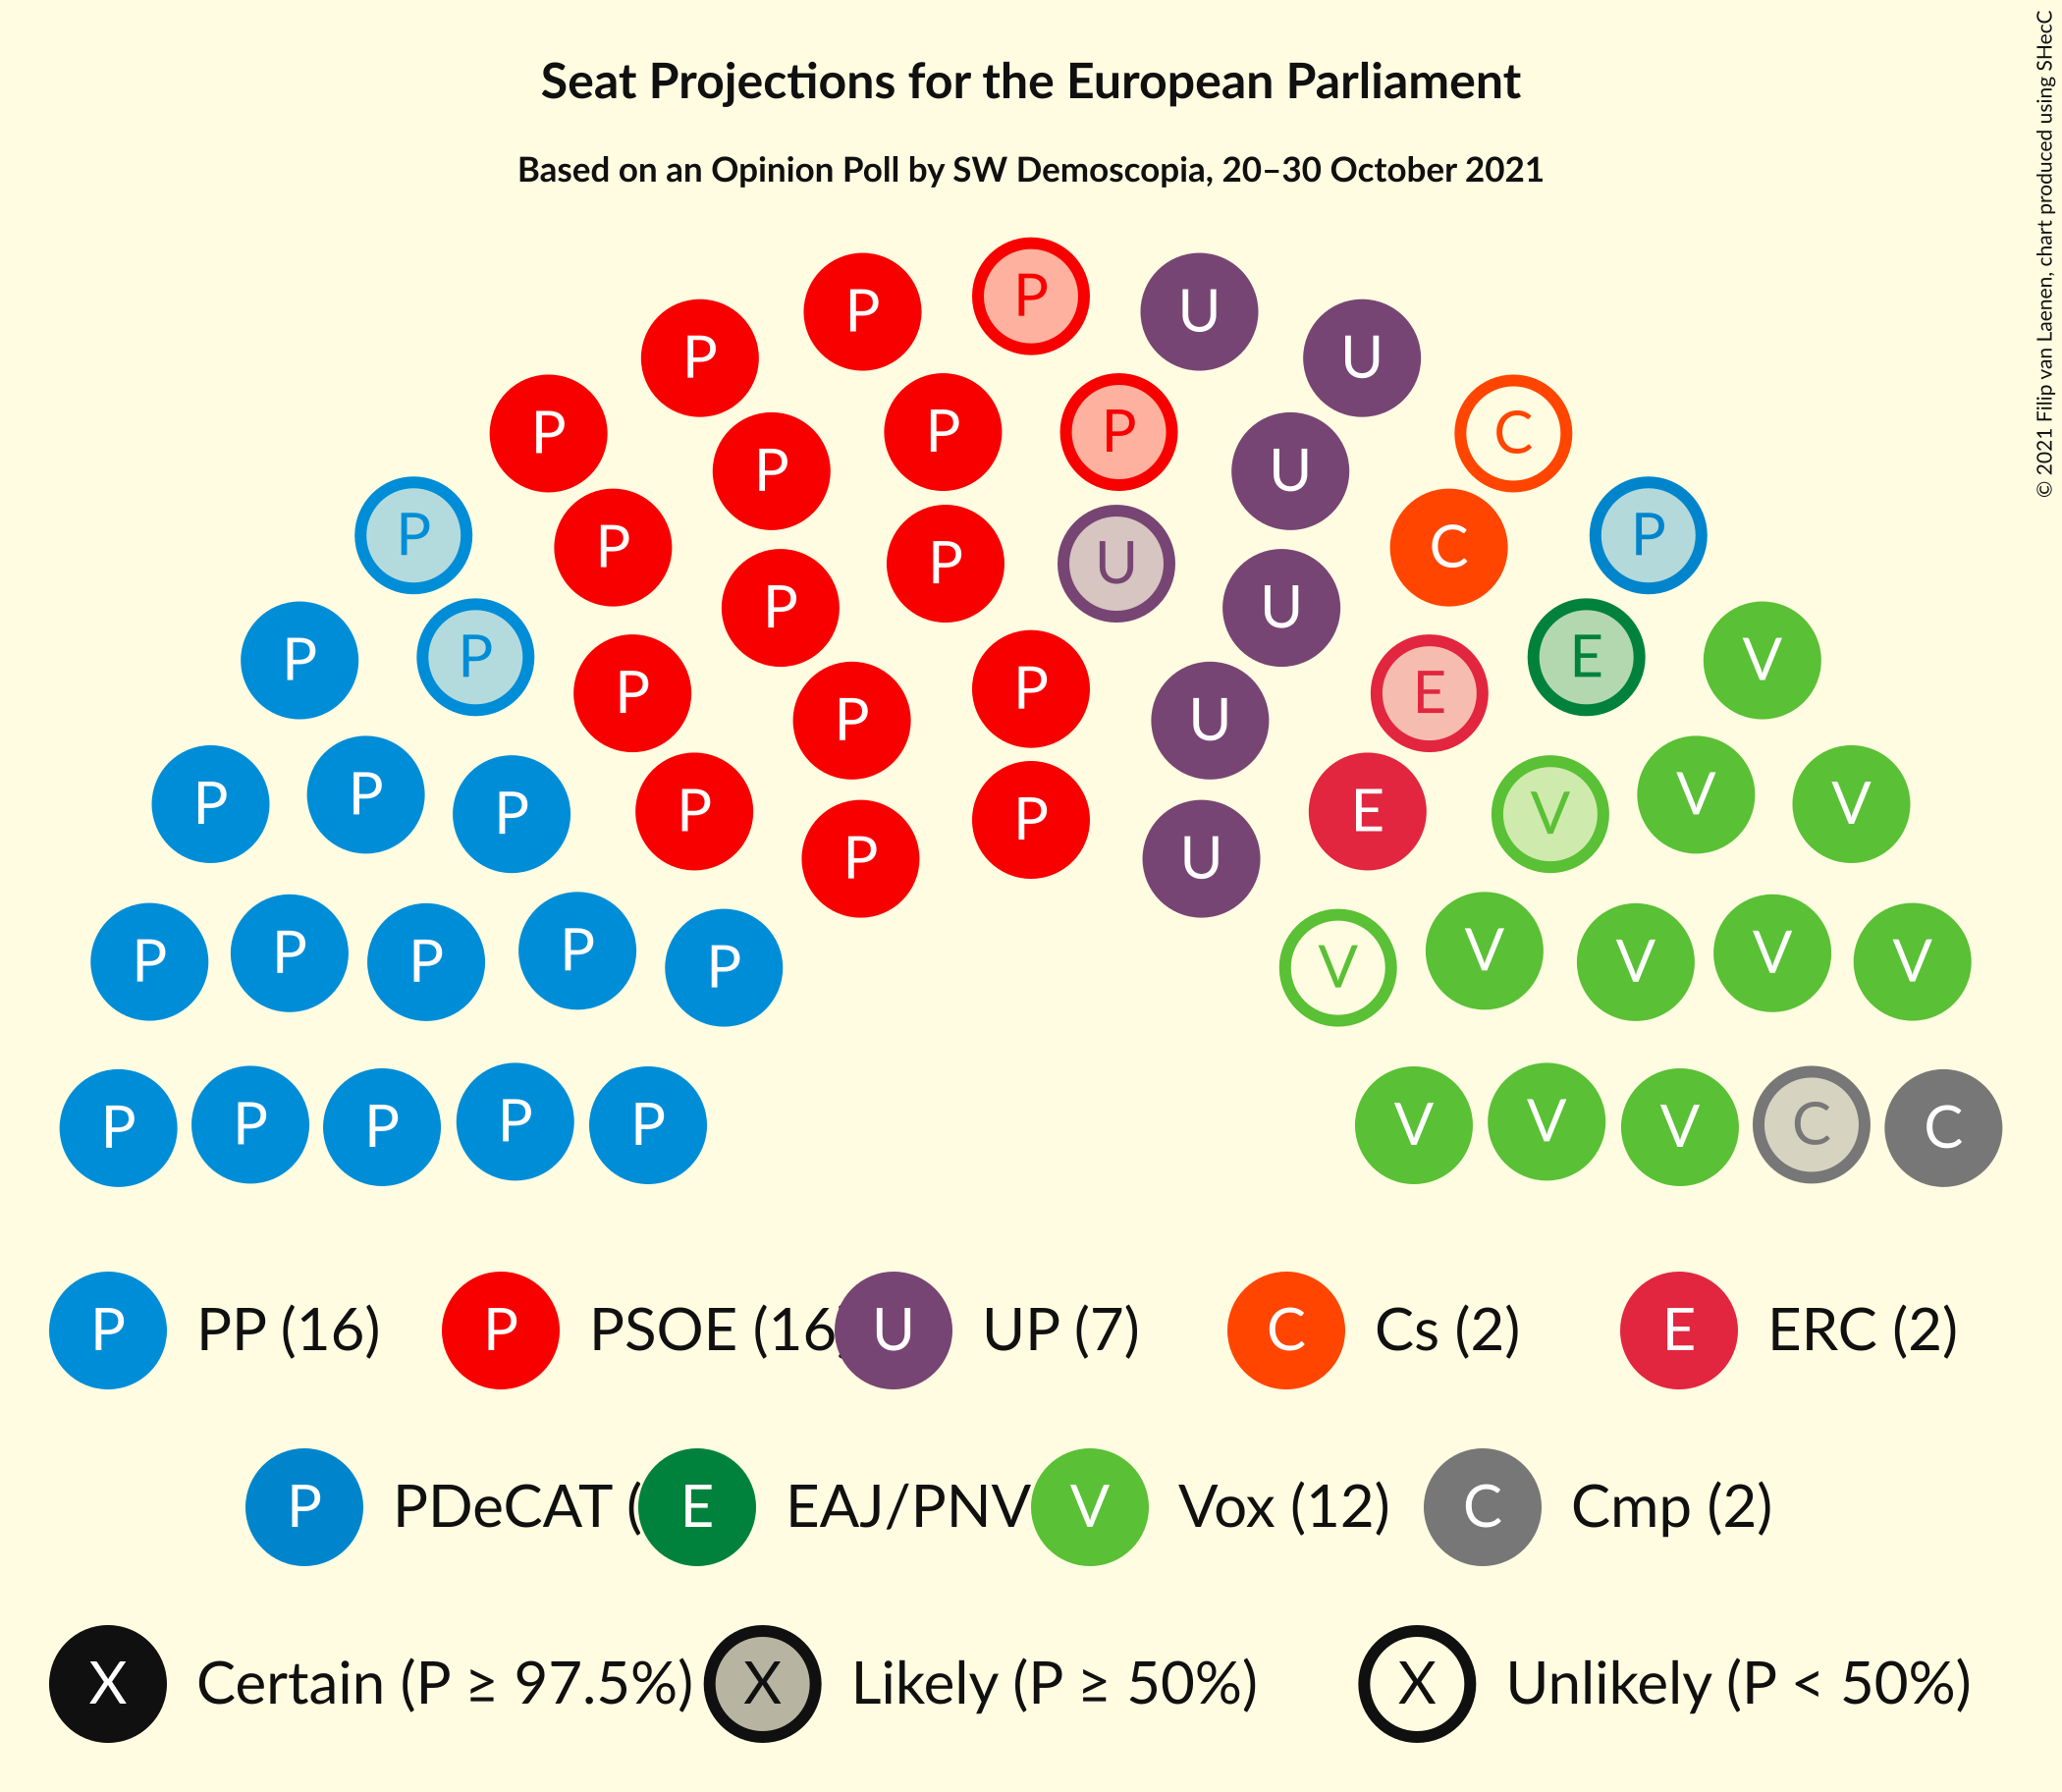 Seat Projections for the European Parliament
Based on an Opinion Poll by SW Demoscopia, 20–30 October 2021
© 2021 Filip van Laenen, chart produced using SHecC
P P U
P U
P P P C
P U
P P P U C P
P U
P P E V
P P P U E
P P P P P E V V V
P U
P P P P P V V V V V
P P P P P V V V C C
P PP (16) P PSOE (16 U UP (7) C Cs (2) E ERC (2)
P PDeCAT ( E EAJ/PNV V Vox (12) C Cmp (2)
X Certain (P ≥ 97.5%) X Likely (P ≥ 50%) X Unlikely (P < 50%)